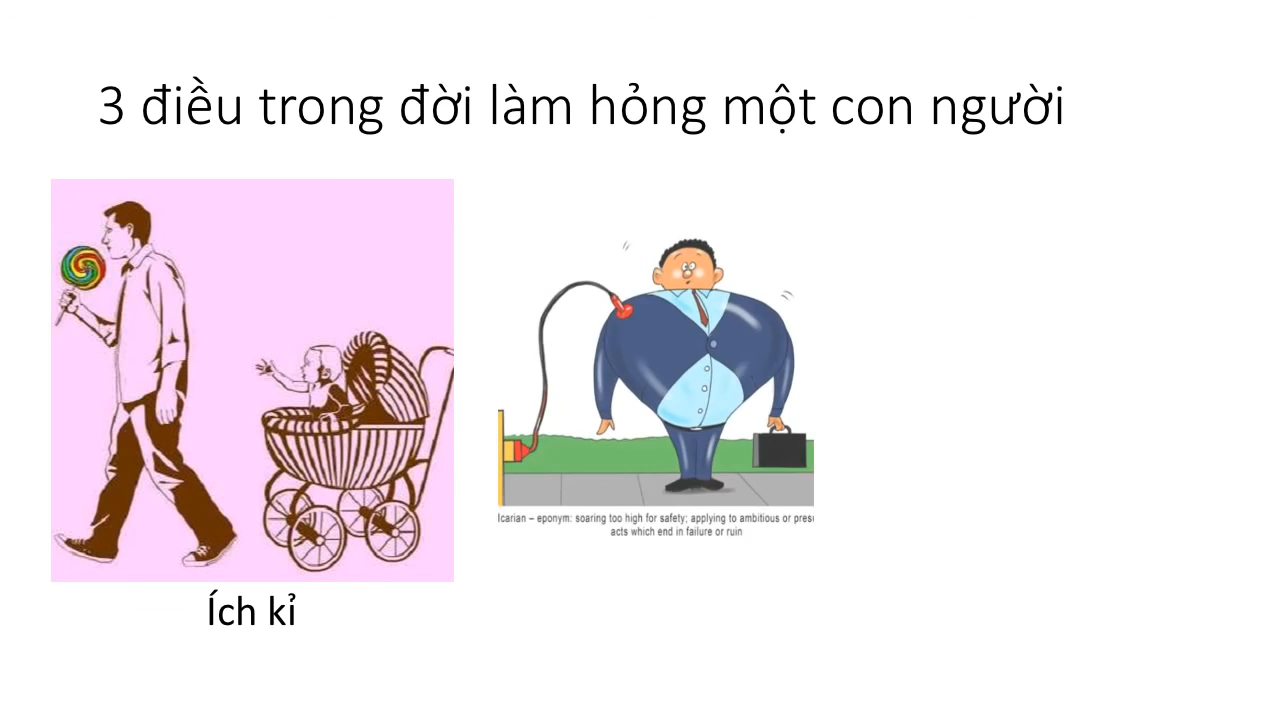 3 điều trong đời làm hỏng một con người
Icarian – eponym: soaring too high for safety; applying to ambitious or presu
acts which end in failure or ruin
Ích kỉ